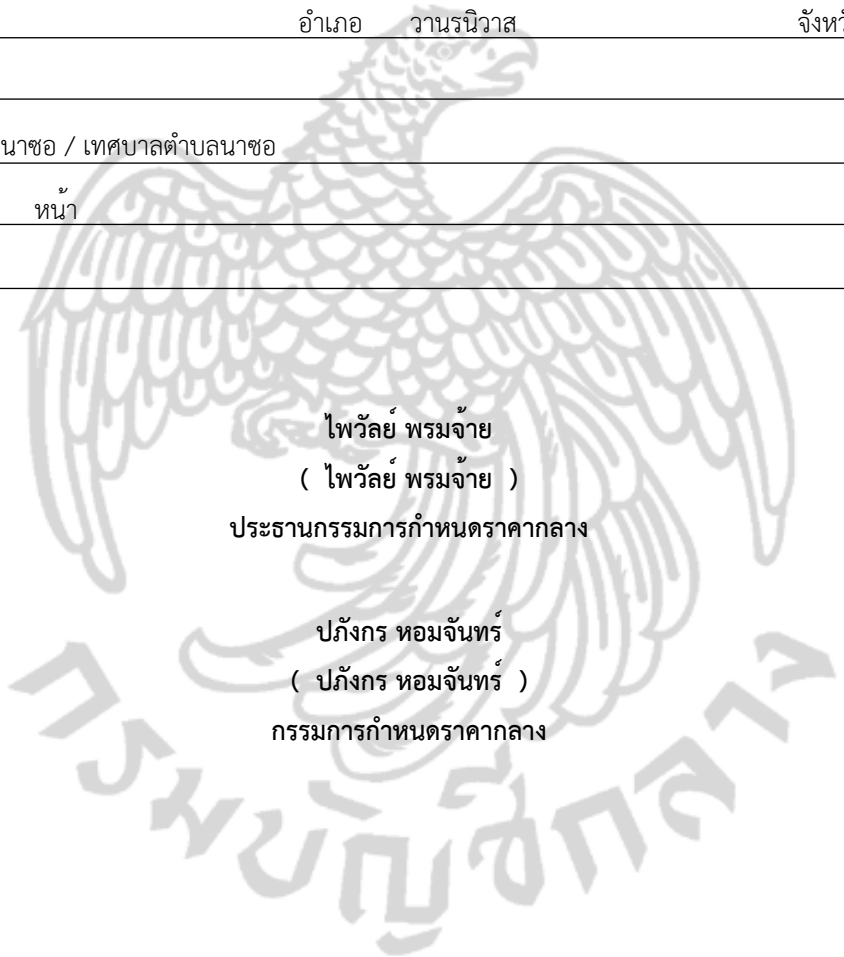 อำเภอ วานรนิวาส จังหวั
นาซอ / เทศบาลตำบลนาซอ
หน้า
ไพวัลย์ พรมจ้าย
( ไพวัลย์ พรมจ้าย )
ประธานกรรมการกำหนดราคากลาง
ปภังกร หอมจันทร์
( ปภังกร หอมจันทร์ )
กรรมการกำหนดราคากลาง
กรมบัญชีกลาง